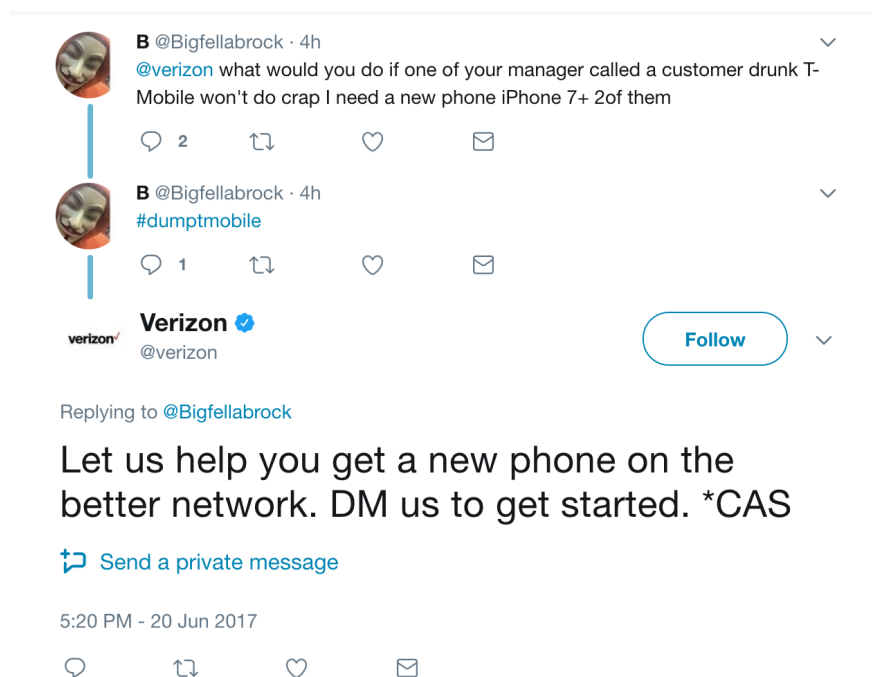 B @Bigfellabrock · 4h
@verizon what would you do if one of your manager called a customer drunk T-
Mobile won't do crap I need a new phone iPhone 7+ 2of them
2
B @Bigfellabrock · 4h
#dumptmobile
1
verizon
Verizon
@verizon
Follow
Replying to @Bigfellabrock
Let us help you get a new phone on the
better network. DM us to get started. *CAS
Send a private message
5:20 PM - 20 Jun 2017